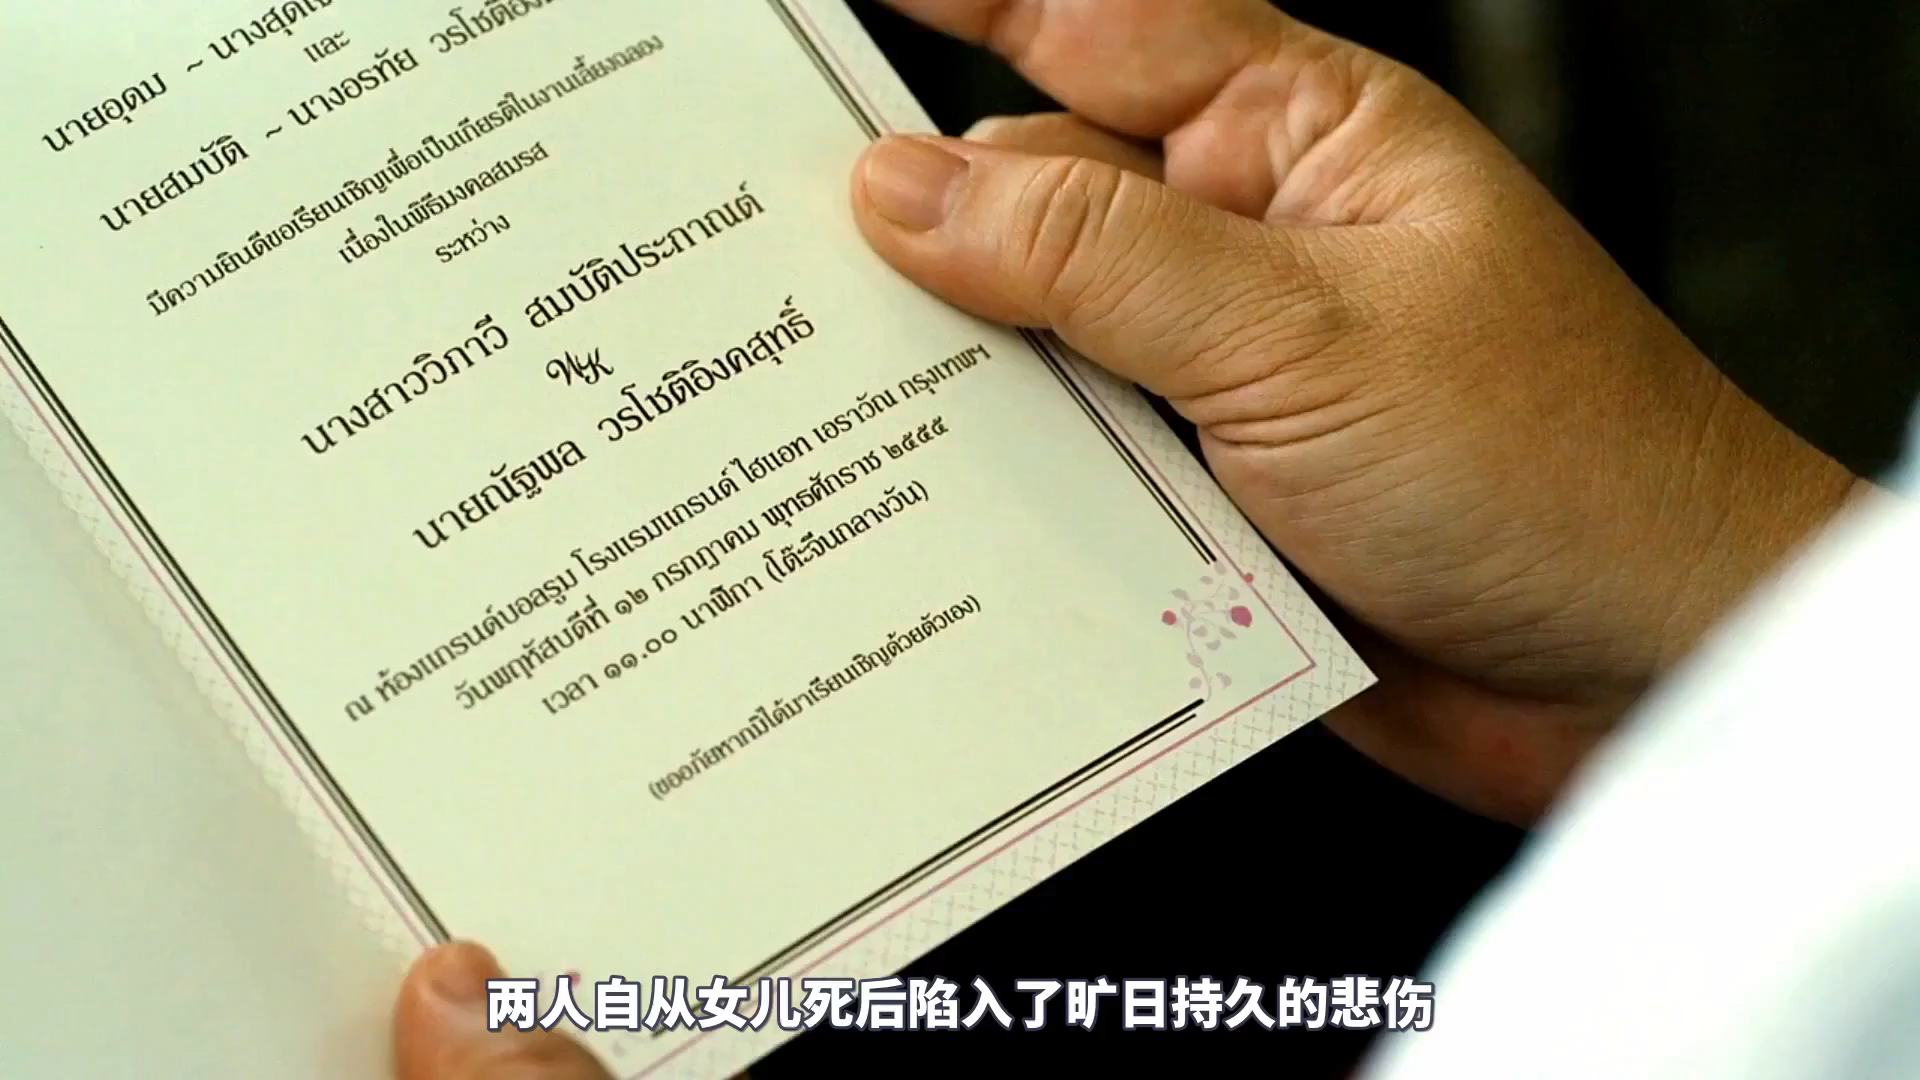 นายอุดม ~ นางสุด
และ
นายสมบัติ ~ นางอรทัย วรโชติอิง
มีความยินดีขอเรียนเชิญเพื่อเป็นเกียรติในงานเลี้ยงฉลอง
เนื่องในพิธีมงคลสมรส
ระหว่าง
นางสาววิภาวี สมบัติประกาณต์
WK
นายณัฐพล วรโชติอิงคสุทธิ์
ณ ห้องแกรนด์บอลรูม โรงแรมแกรนด์ ไฮแอท เอราวัณ กรุงเทพฯ
วันพฤหัสบดีที่ ๑๒ กรกฎาคม พุทธศักราช ๒๕๕๕
เวลา ๑๑.๐๐ นาฬิกา (โต๊ะจีนกลางวัน)
(ขออภัยหากมิได้มาเรียนเชิญด้วยตัวเอง)
两人自从女儿死后陷入了旷日持久的悲伤